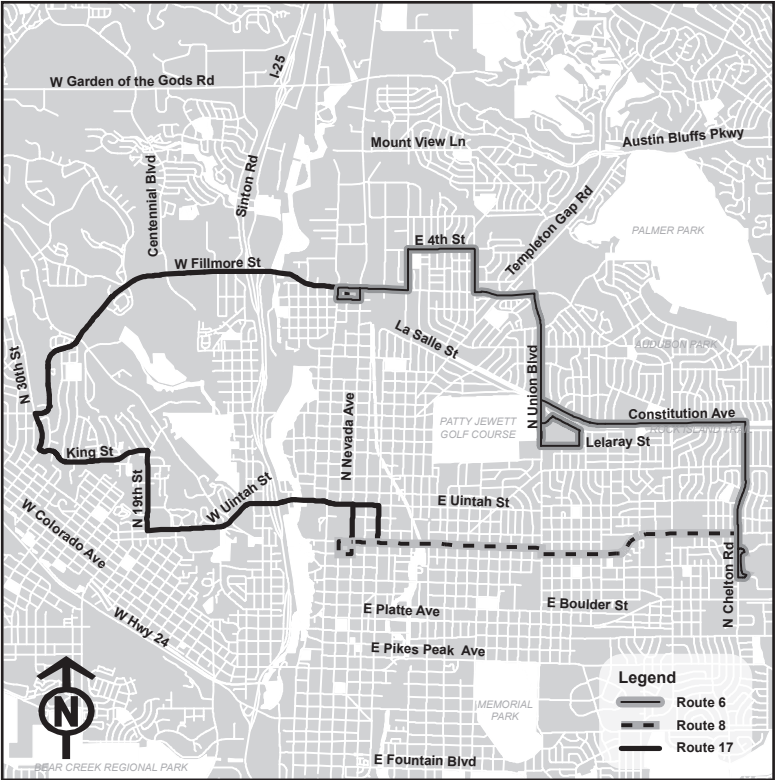 I-25
W Garden of the Gods Rd
Mount View Ln
Austin Bluffs Pkwy
Centennial Blvd
Sinton Rd
Templeton Gap Rd
PALMER PARK
E 4th St
W Fillmore St
La Salle St
AUDUBON PARK
N 30th St
N Union Blvd
N Nevada Ave
Constitution Ave
PATTY JEWETT
GOLF COURSE
ROCK ISLAND TRL
Lelaray St
King St
N 19th St
W Uintah St
E Uintah St
W Colorado Ave
N Chelton Rd
E Platte Ave
E Boulder St
W Hwy 24
E Pikes Peak Ave
Legend
Route 6
Route 8
Route 17
N
MEMORIAL
PARK
BEAR CREEK REGIONAL PARK
E Fountain Blvd